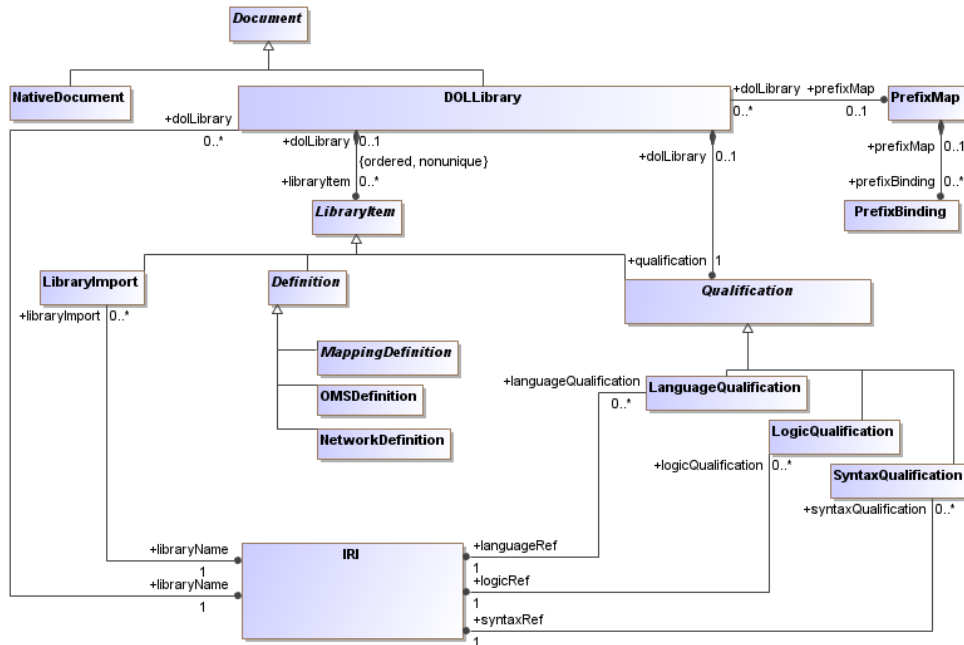 Document
NativeDocument
DOLLibrary
+dolLibrary
+prefixMap
0..*
0..1
PrefixMap
+dolLibrary
0..*
+dolLibrary
0..1
{ordered, nonunique}
+libraryItem
0..*
+dolLibrary
0..1
+prefixMap
0..1
+prefixBinding
0..*
PrefixBinding
LibraryItem
+qualification
1
LibraryImport
+libraryImport
0..*
Definition
Qualification
MappingDefinition
OMSDefinition
NetworkDefinition
+languageQualification
0..*
LanguageQualification
LogicQualification
+logicQualification
0..*
SyntaxQualification
+syntaxQualification
0..*
IRI
+libraryName
1
+libraryName
1
+languageRef
1
+logicRef
1
+syntaxRef
1